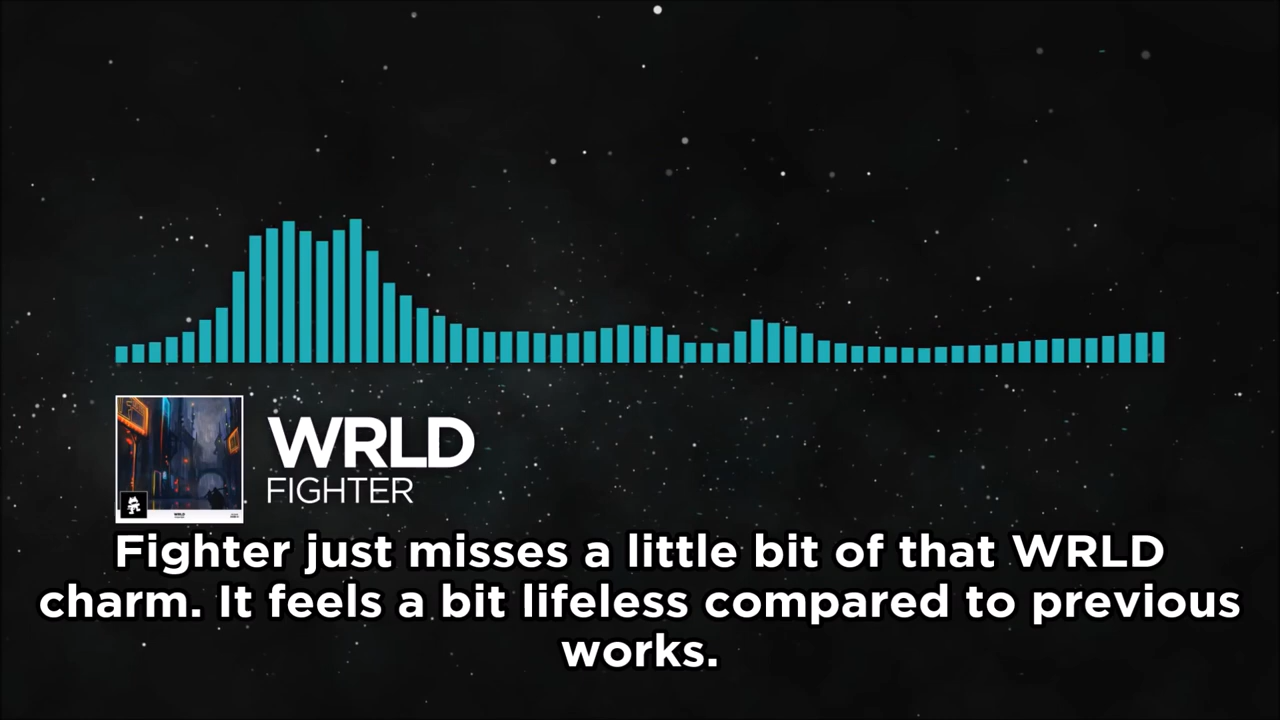 WRLD
FIGHTER
Fighter just misses a little bit of that WRLD
charm. It feels a bit lifeless compared to previous
works.